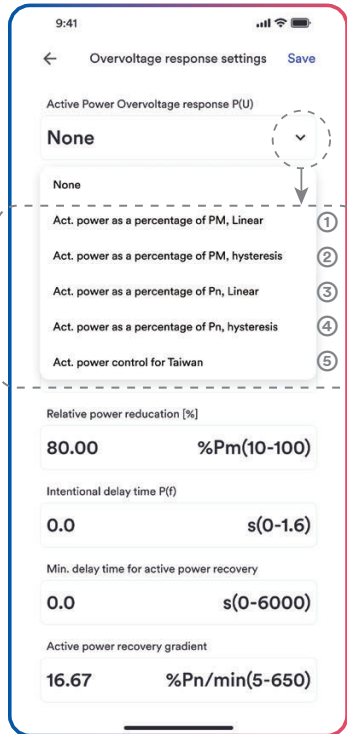 9:41
Overvoltage response settings Save
Active Power Overvoltage response P(U)
None
None
Act. power as a percentage of PM, Linear ①
Act. power as a percentage of PM, hysteresis ②
Act. power as a percentage of Pn, Linear ③
Act. power as a percentage of Pn, hysteresis ④
Act. power control for Taiwan ⑤
Relative power reducation [%]
80.00 %Pm(10-100)
Intentional delay time P(f)
0.0 s(0-1.6)
Min. delay time for active power recovery
0.0 s(0-6000)
Active power recovery gradient
16.67 %Pn/min(5-650)